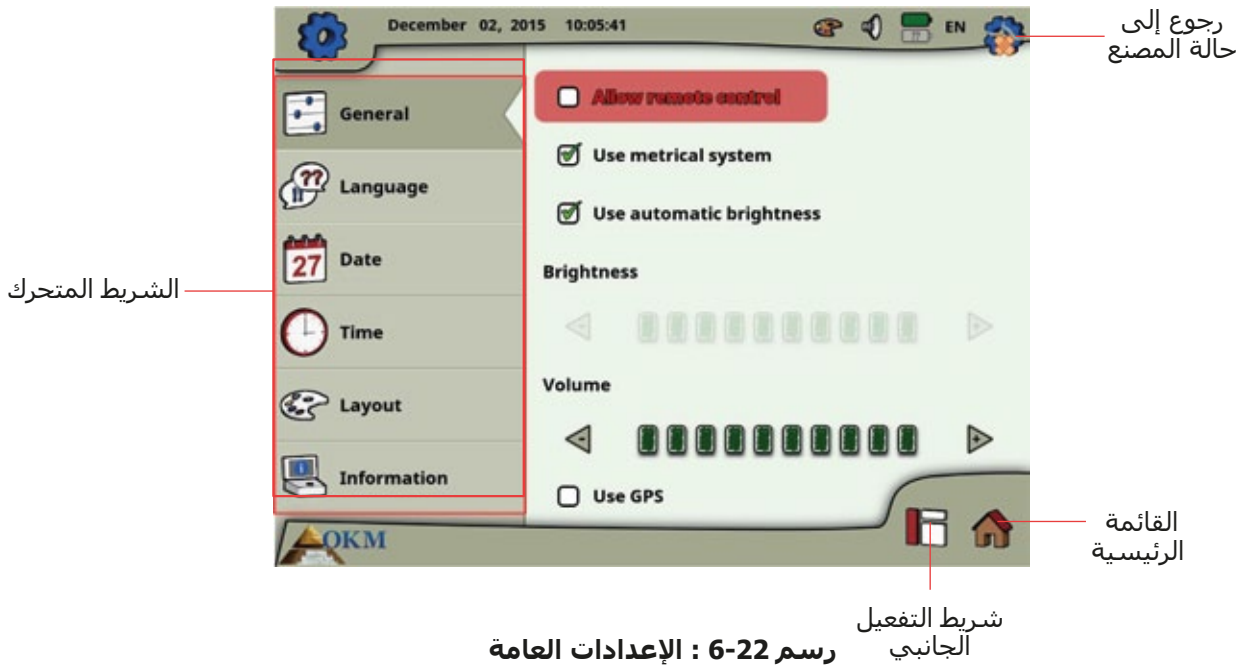 December 02, 2015 10:05:41
EN
رجوع إلى
حالة المصنع
General
Allow remote control
Use metrical system
Language
??
Use automatic brightness
الشريط المتحرك
27
Date
Brightness
Time
Volume
Layout
Information
Use GPS
OKM
القائمة
الرئيسية
شريط التفعيل
الجانبي
رسم 22-6 : الإعدادات العامة